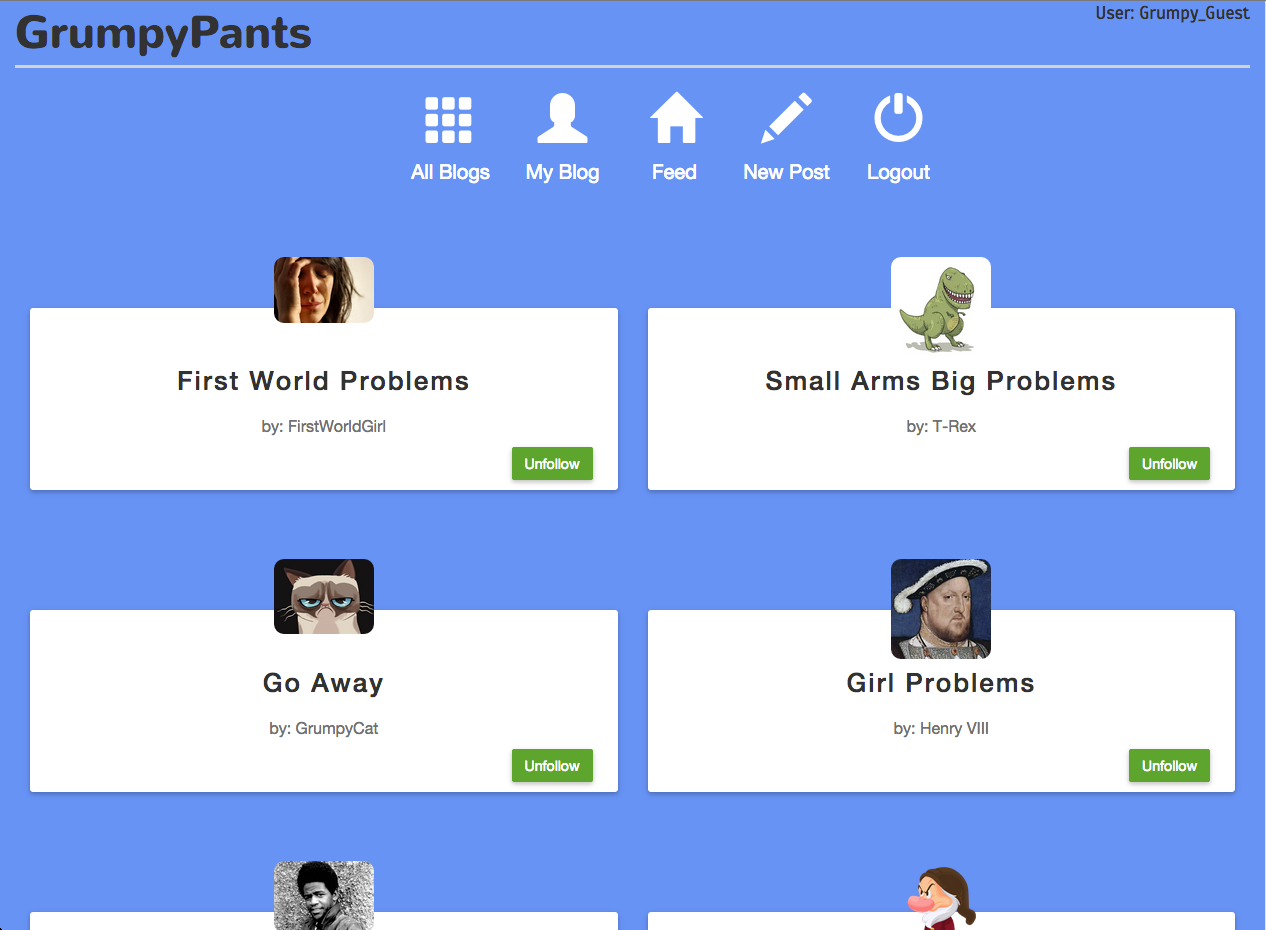 User: Grumpy_Guest
GrumpyPants
All Blogs
My Blog
Feed
New Post
Logout
First World Problems
by: FirstWorldGirl
Unfollow
Small Arms Big Problems
by: T-Rex
Unfollow
Go Away
by: GrumpyCat
Unfollow
Girl Problems
by: Henry VIII
Unfollow